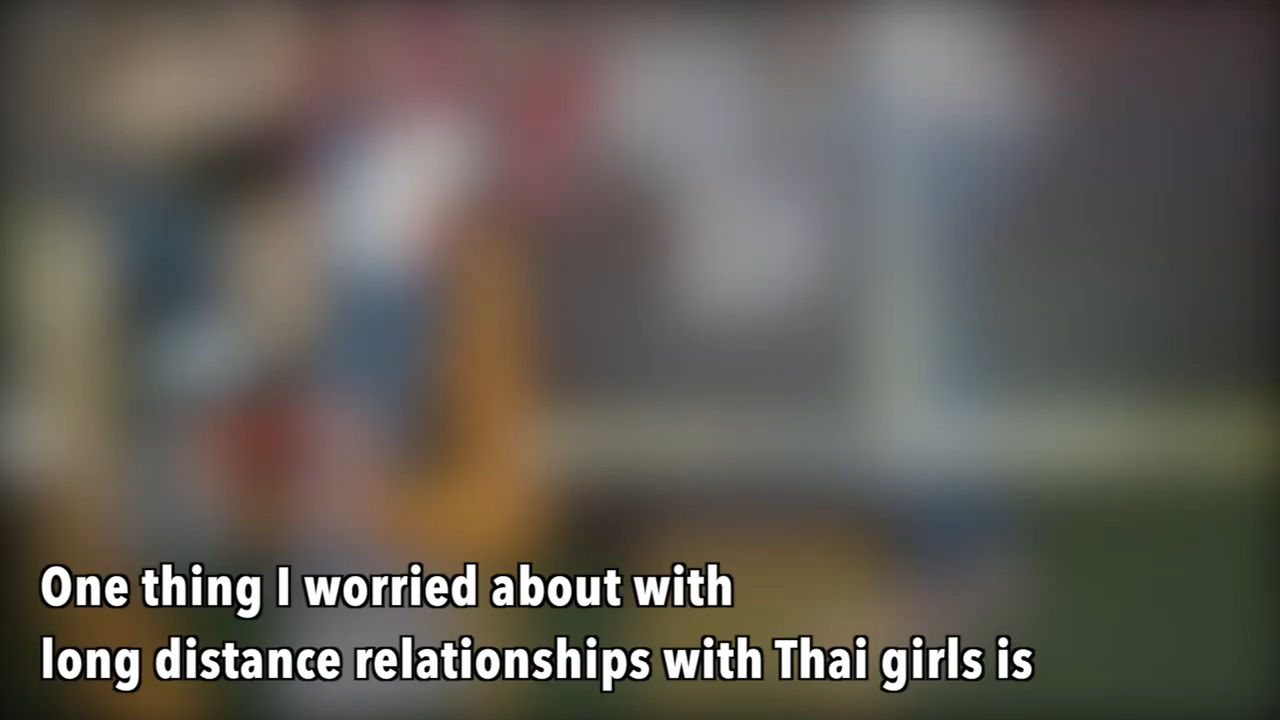 One thing I worried about with
long distance relationships with Thai girls is